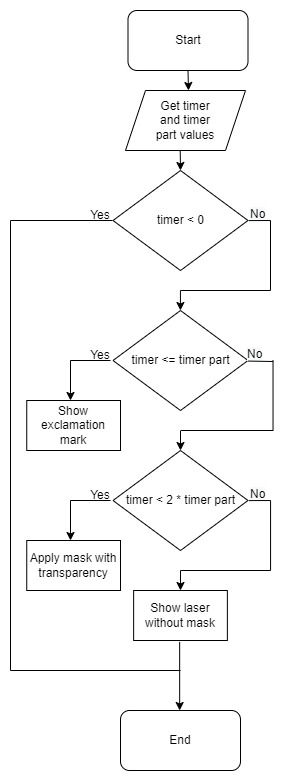 Start
Get timer
and timer
part values
Yes
timer < 0
No
Yes
timer <= timer part
No
Show
exclamation
mark
Yes
timer < 2 * timer part
No
Apply mask with
transparency
Show laser
without mask
End